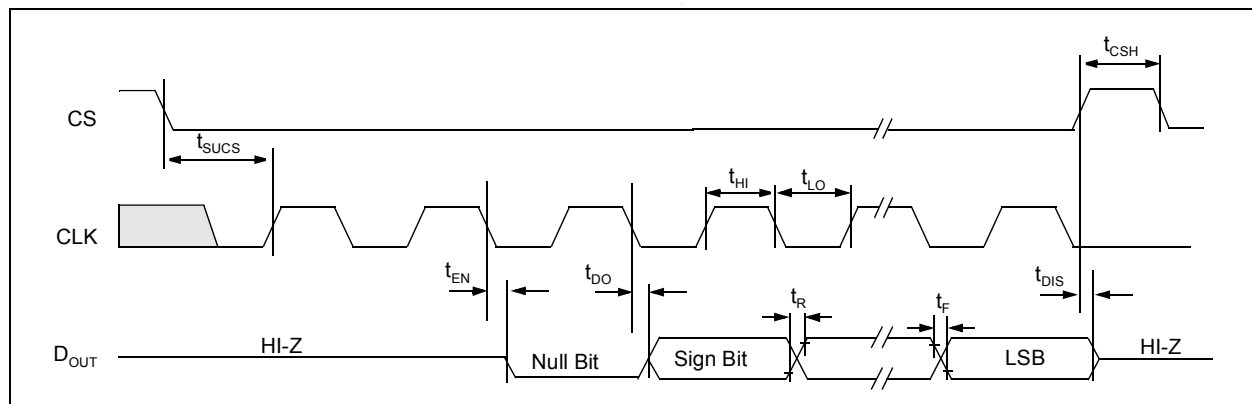 t_CSH
CS
t_SUCS
t_HI
t_LO
CLK
t_EN
t_DO
t_R
t_F
t_DIS
D_OUT
HI-Z
Null Bit
Sign Bit
LSB
HI-Z